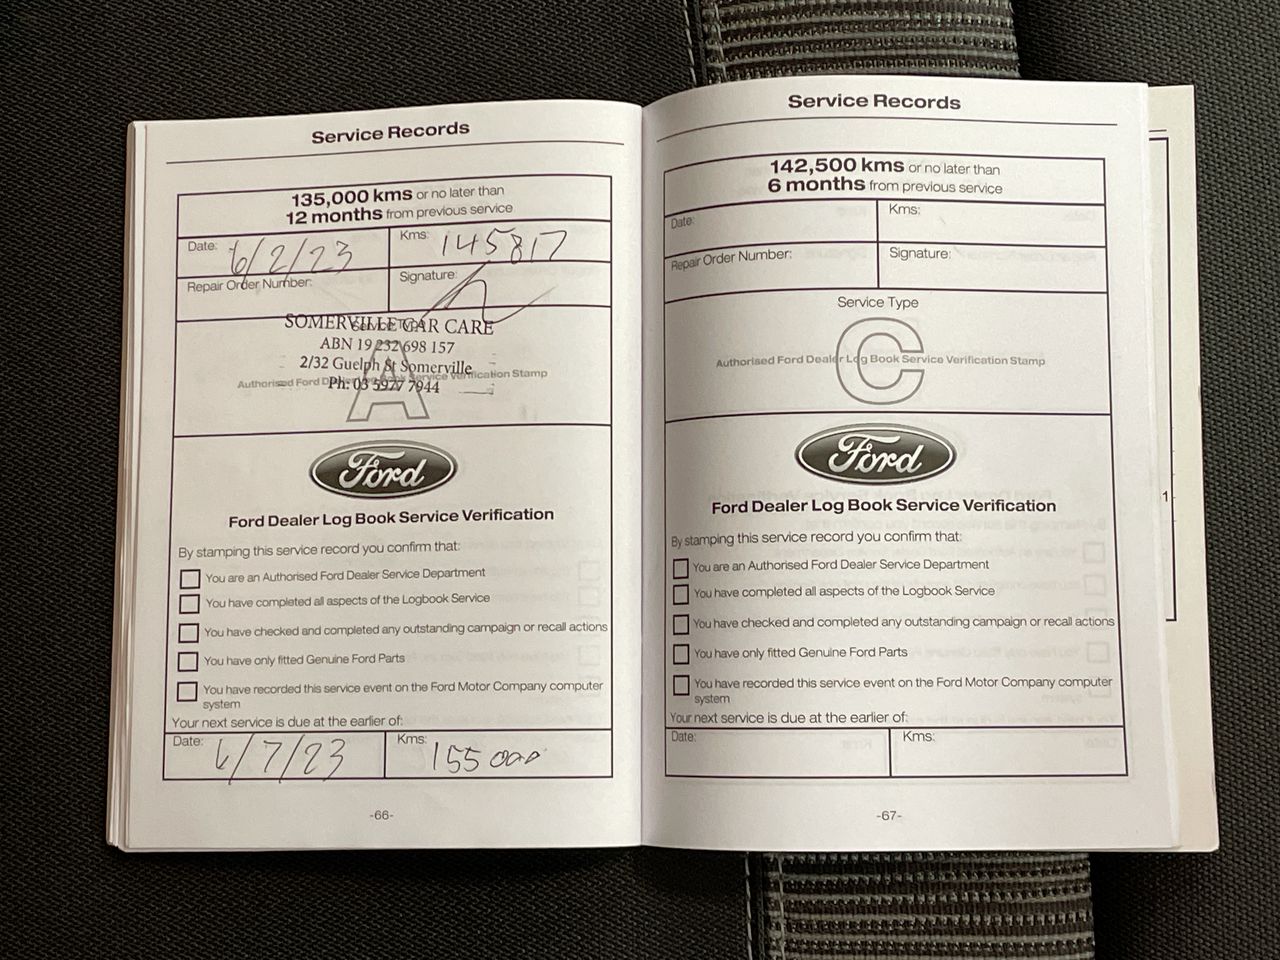 Service Records
135,000 kms or no later than
12 months from previous service
Date: 6/2/23
Kms: 145817
Repair Order Number:
Signature:
SOMERVILLE CAR CARE
Service Type
ABN 19 232 698 157
2/32 Guelph St Somerville
Authorised Ford Dealer Log Book Service Verification Stamp
Ph: 03 5977 7944
A
Ford
Ford Dealer Log Book Service Verification
By stamping this service record you confirm that:
You are an Authorised Ford Dealer Service Department
You have completed all aspects of the Logbook Service
You have checked and completed any outstanding campaign or recall actions
You have only fitted Genuine Ford Parts
You have recorded this service event on the Ford Motor Company computer
system
Your next service is due at the earlier of:
Date: 6/7/23
Kms: 155000
-66-
Service Records
142,500 kms or no later than
6 months from previous service
Date:
Kms:
Repair Order Number:
Signature:
Service Type
C
Authorised Ford Dealer Log Book Service Verification Stamp
Ford
Ford Dealer Log Book Service Verification
By stamping this service record you confirm that:
You are an Authorised Ford Dealer Service Department
You have completed all aspects of the Logbook Service
You have checked and completed any outstanding campaign or recall actions
You have only fitted Genuine Ford Parts
You have recorded this service event on the Ford Motor Company computer
system
Your next service is due at the earlier of:
Date:
Kms:
-67-
1